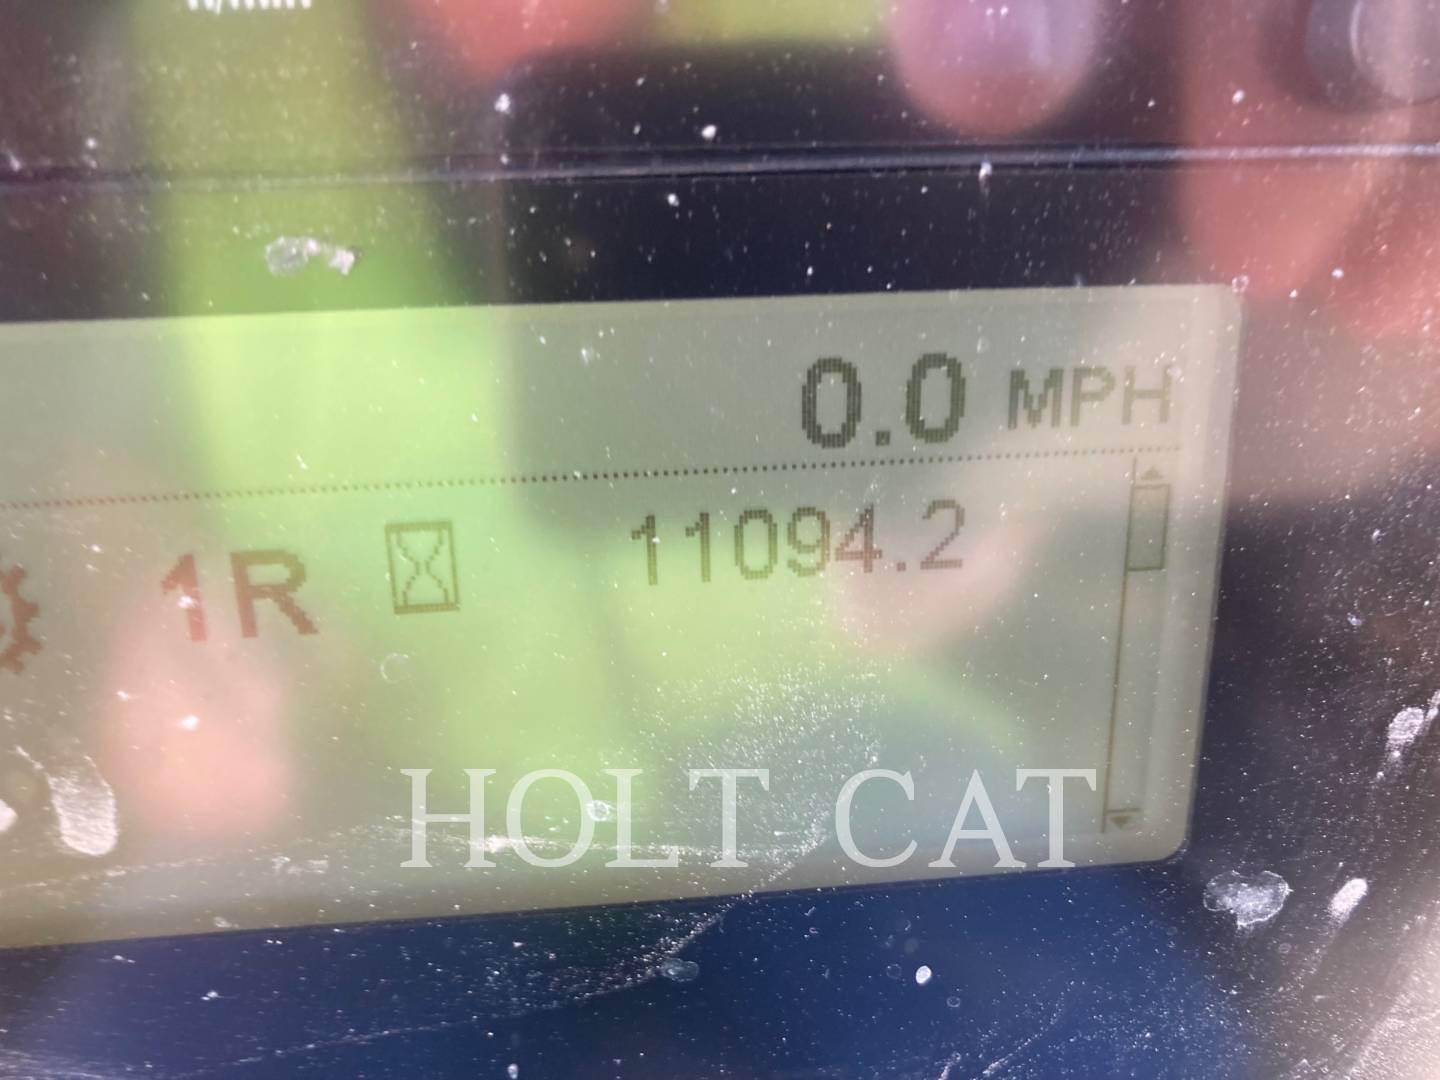 0.0 MPH
1R 11094.2
HOLT CAT